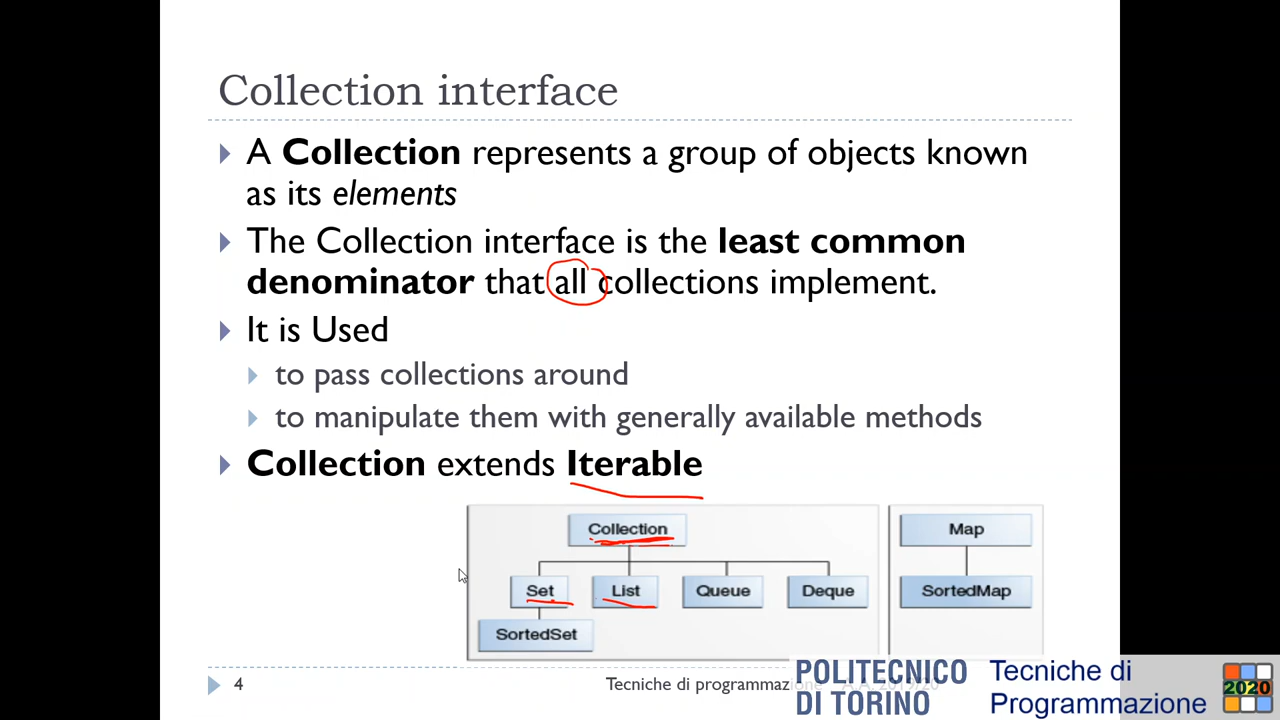 Collection interface
A Collection represents a group of objects known
as its elements
The Collection interface is the least common
denominator that all collections implement.
It is Used
to pass collections around
to manipulate them with generally available methods
Collection extends Iterable
Collection
Map
Set
List
Queue
Deque
SortedMap
SortedSet
4
Tecniche di programmazione A.A. 2019/20
POLITECNICO
DI TORINO
Tecniche di
Programmazione
2020